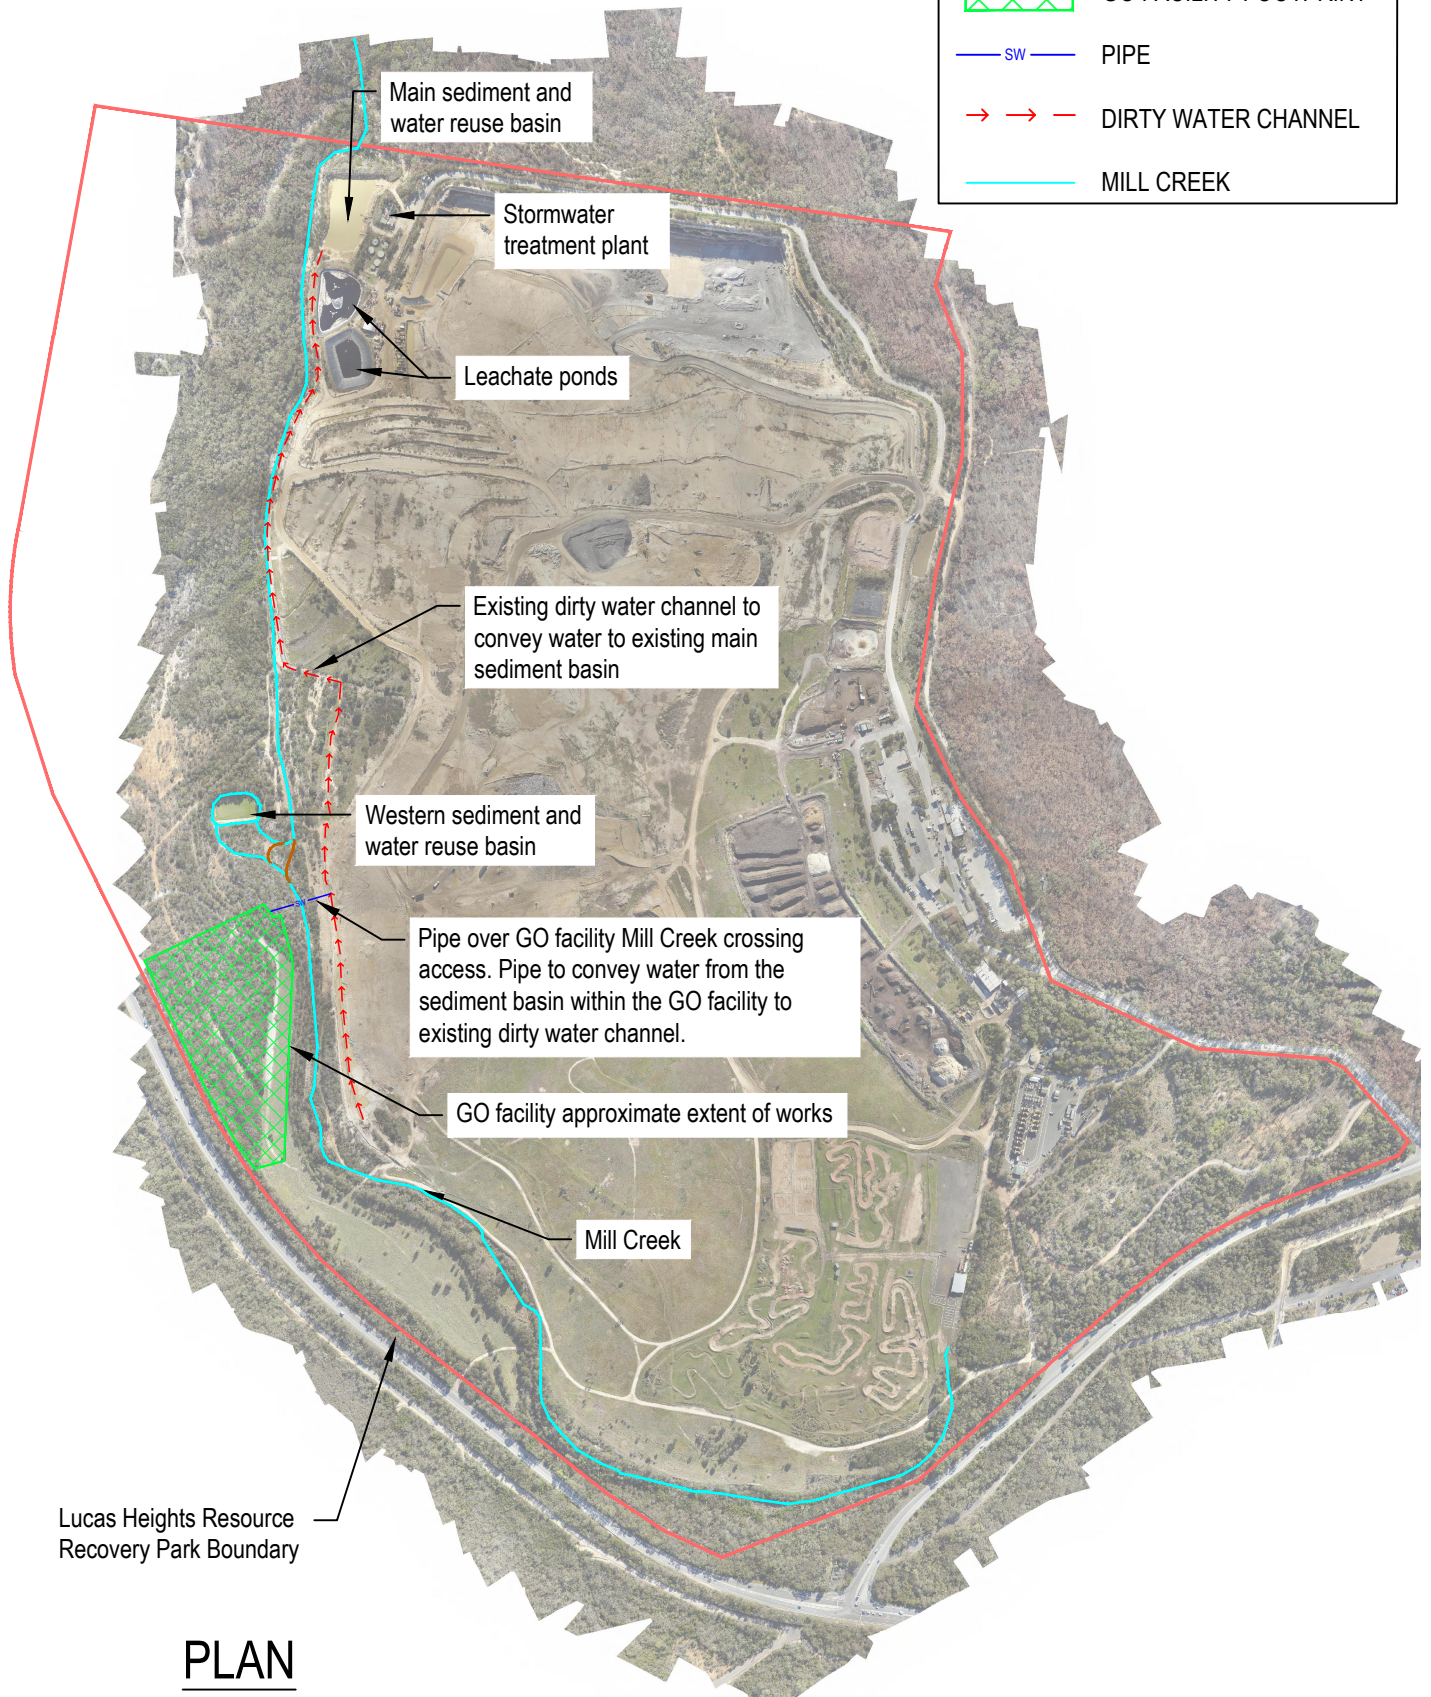 PIPE
SW
DIRTY WATER CHANNEL
MILL CREEK
Main sediment and
water reuse basin
Stormwater
treatment plant
Leachate ponds
Existing dirty water channel to
convey water to existing main
sediment basin
Western sediment and
water reuse basin
SW
Pipe over GO facility Mill Creek crossing
access. Pipe to convey water from the
sediment basin within the GO facility to
existing dirty water channel.
GO facility approximate extent of works
Mill Creek
Lucas Heights Resource
Recovery Park Boundary
PLAN